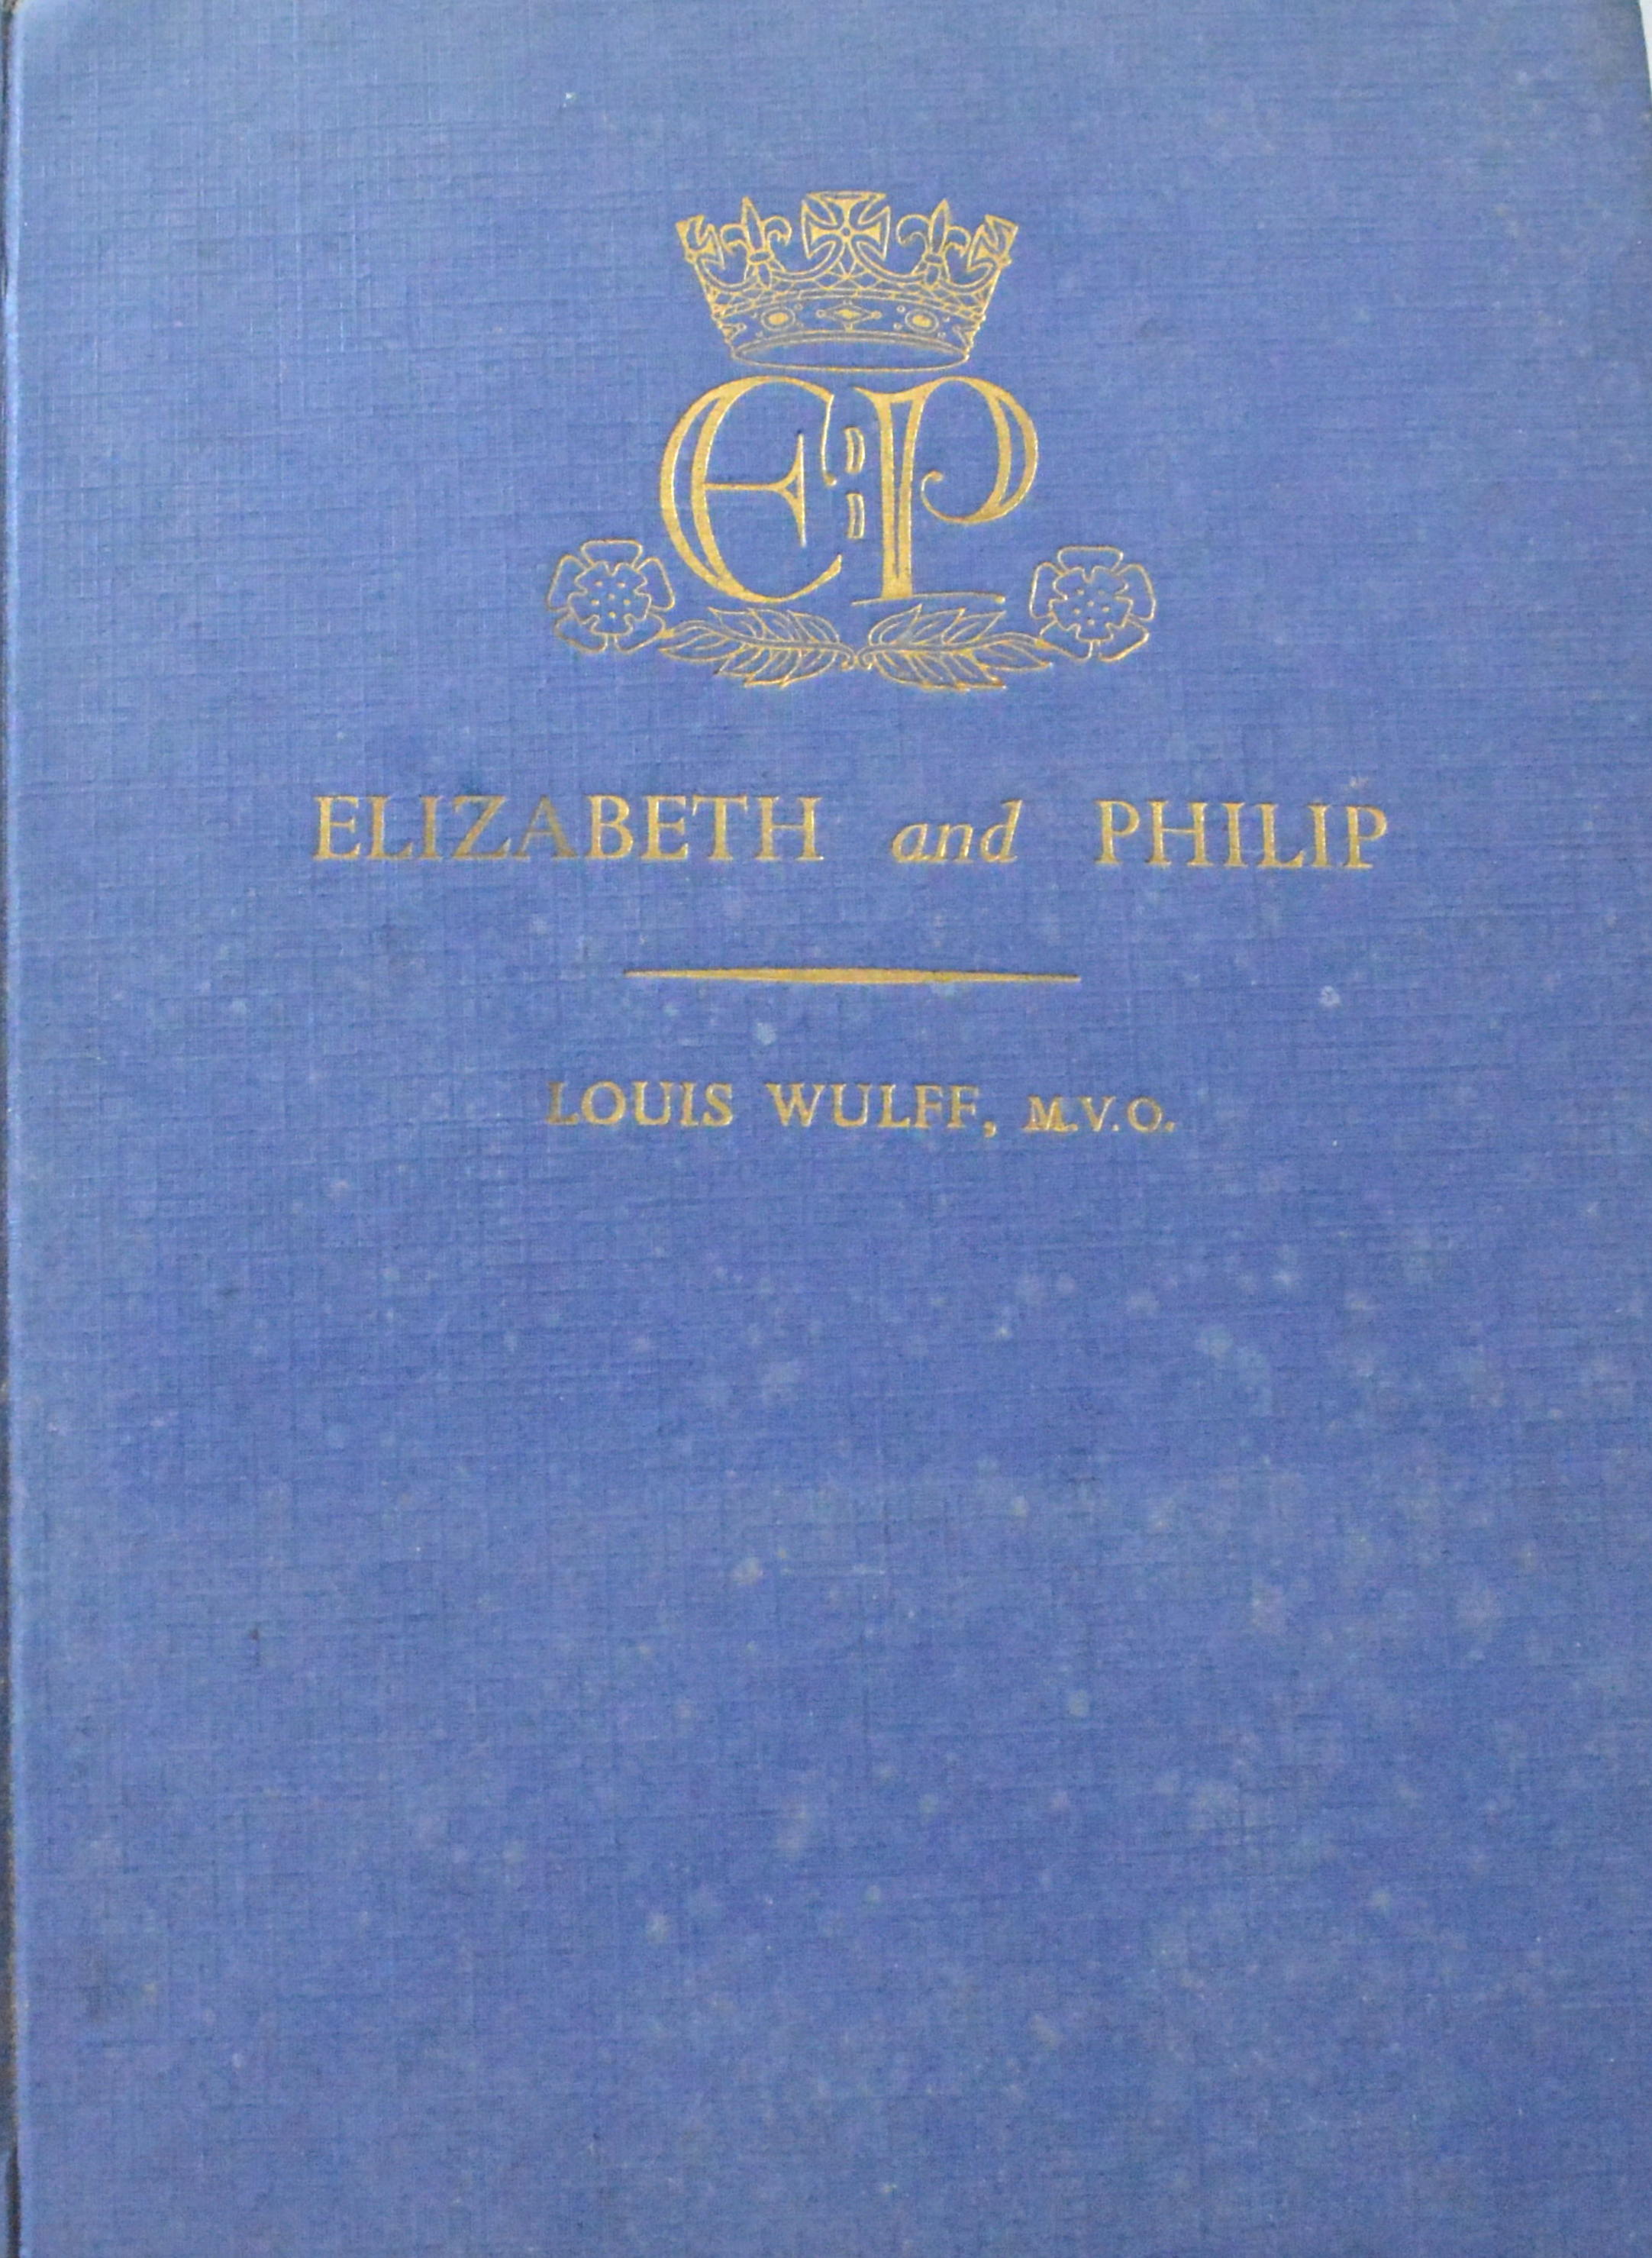 E:P
ELIZABETH and PHILIP
LOUIS WULFF, M.V.O.